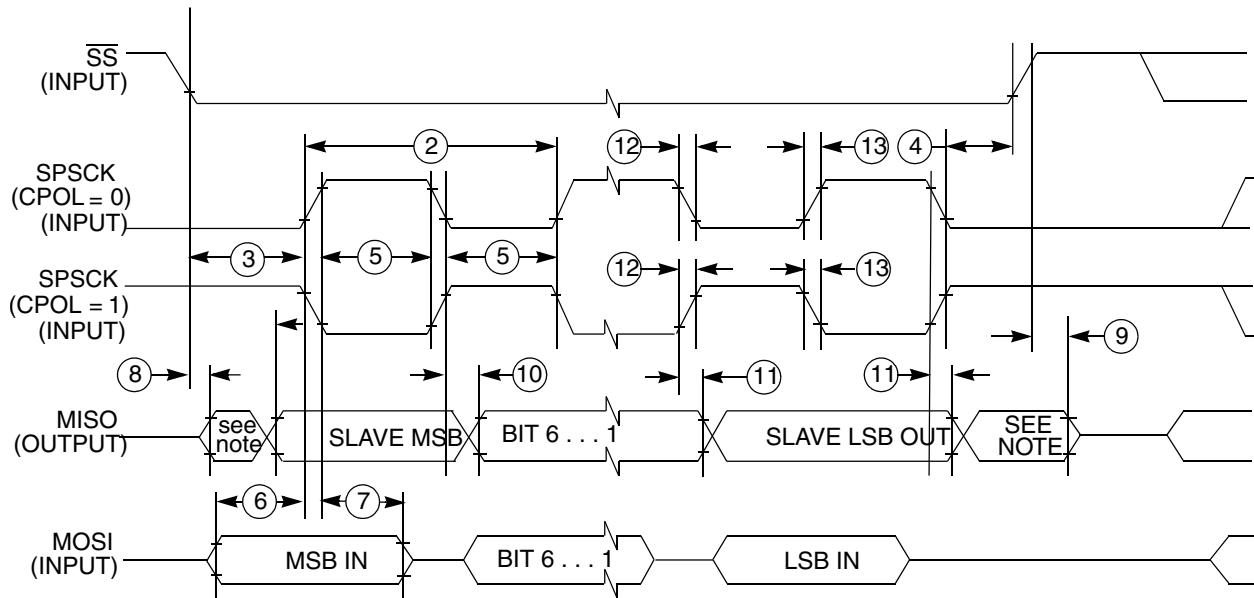 SS
(INPUT)
2
12
13
4
SPSCK
(CPOL = 0)
(INPUT)
3
5
5
12
13
SPSCK
(CPOL = 1)
(INPUT)
9
8
10
11
11
MISO
(OUTPUT)
see
note
SLAVE MSB
BIT 6 . . . 1
SLAVE LSB OUT
SEE
NOTE
6
7
MOSI
(INPUT)
MSB IN
BIT 6 . . . 1
LSB IN